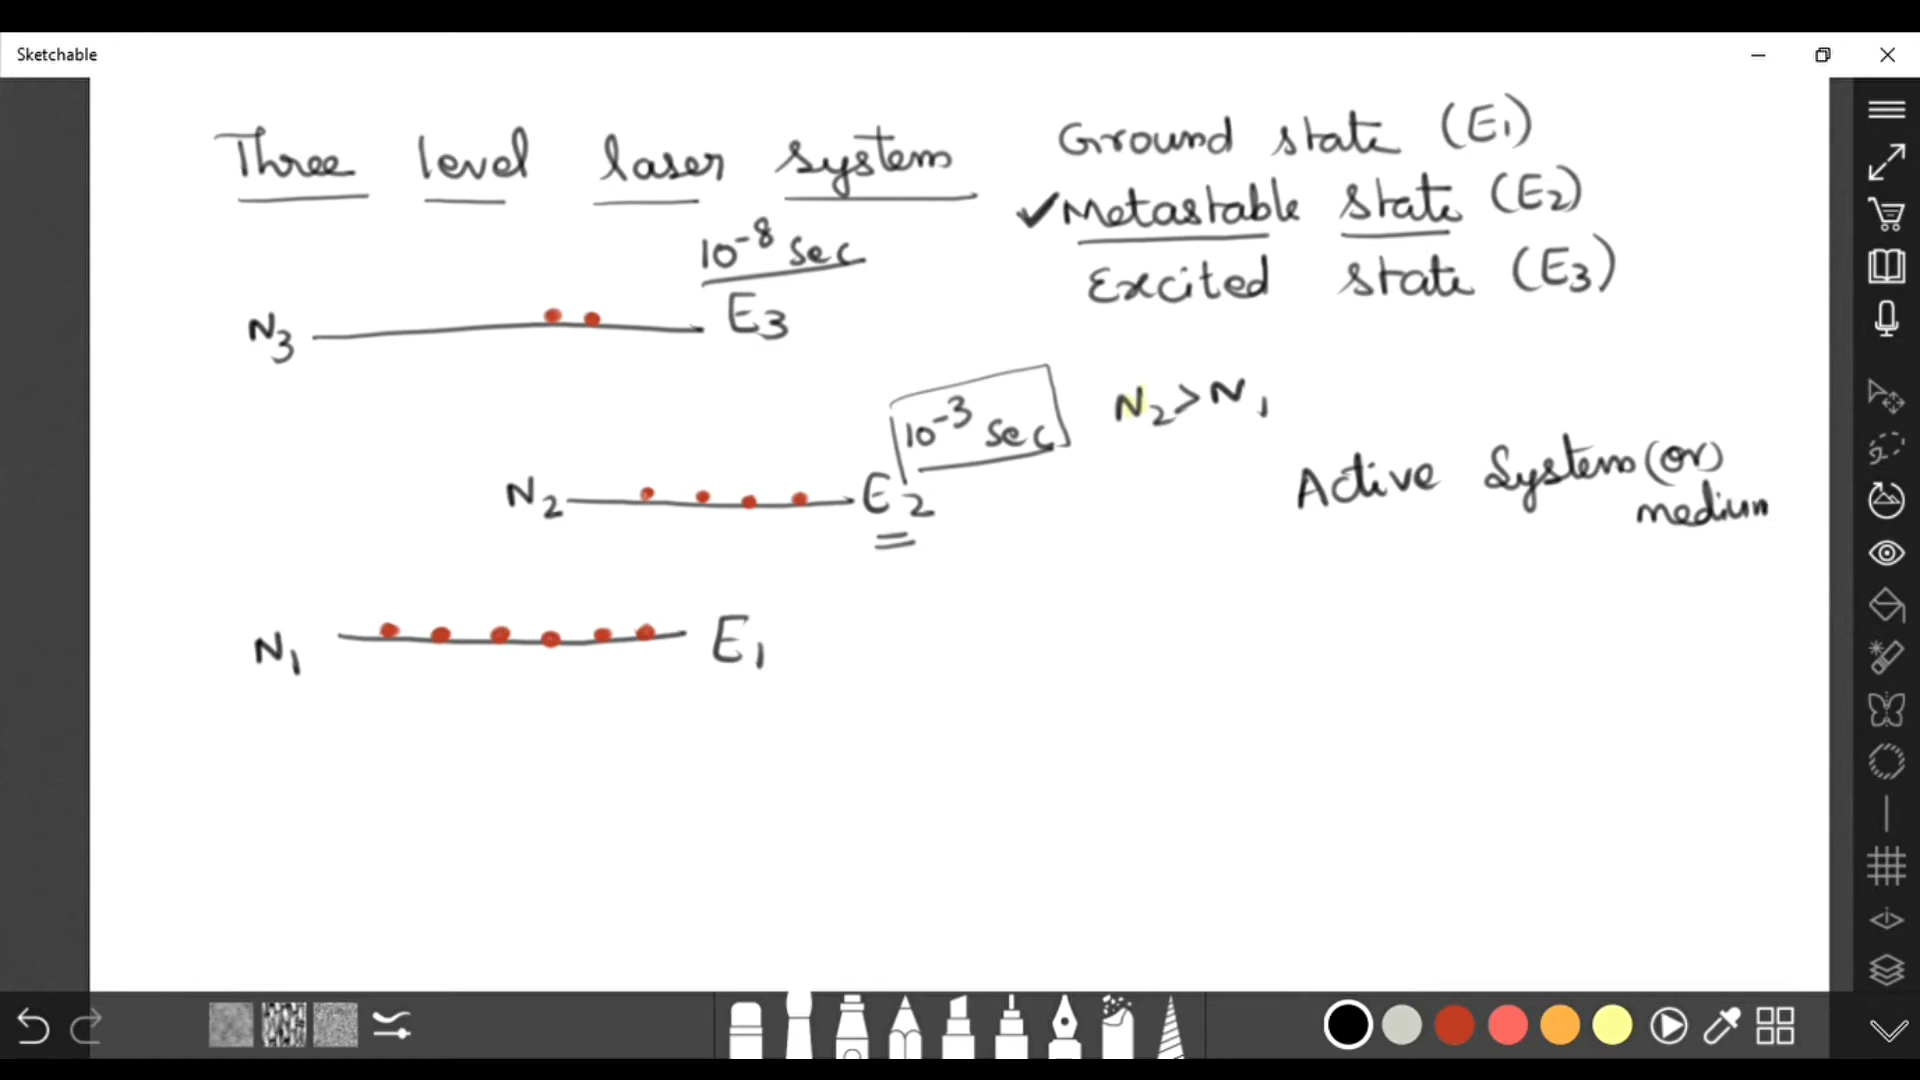 Sketchable
Three level laser system
Ground state (E1)
✓Metastable state (E2)
Excited state (E3)
10-8 sec
N3 E3
10-3 sec
N2 > N1
N2 E2
Active System (or)
medium
N1 E1